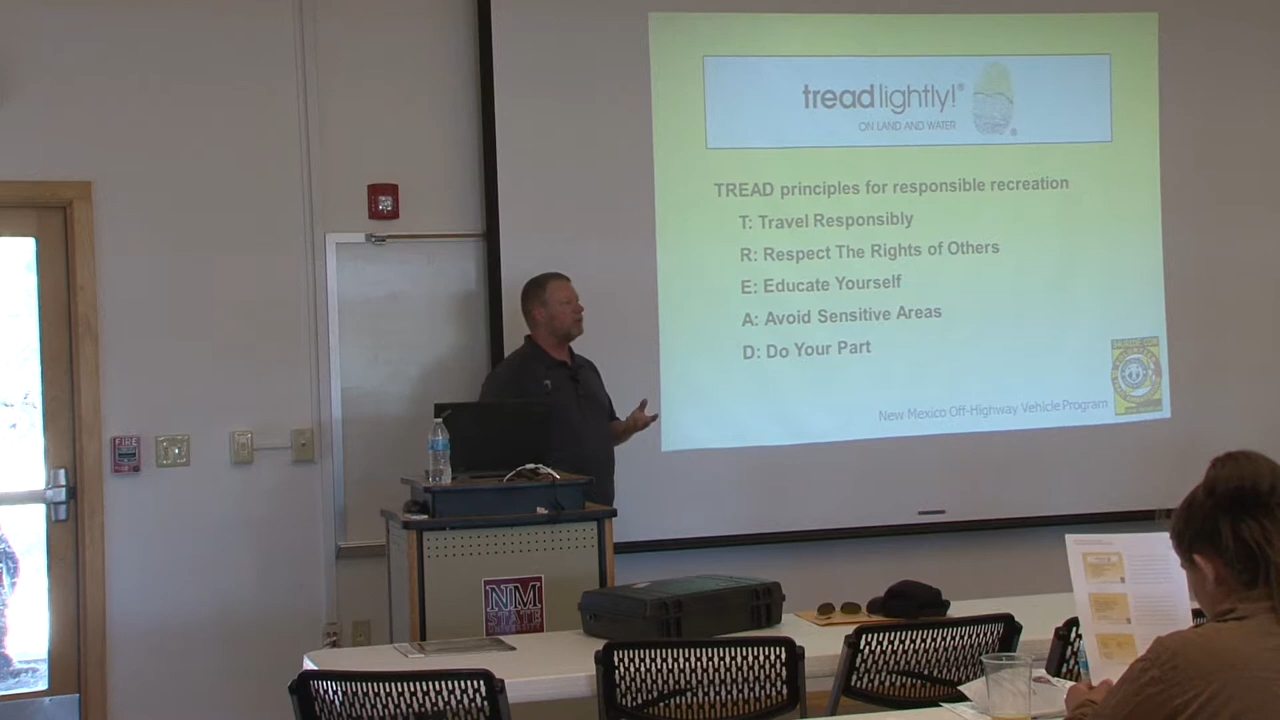 treadlightly!®
ON LAND AND WATER
®
TREAD principles for responsible recreation
T: Travel Responsibly
R: Respect The Rights of Others
E: Educate Yourself
A: Avoid Sensitive Areas
D: Do Your Part
New Mexico Off-Highway Vehicle Program
FIRE
NM
STATE
UNIVERSITY